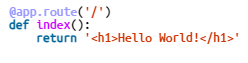 @app.route('/')
def index():
    return '<h1>Hello World!</h1>'